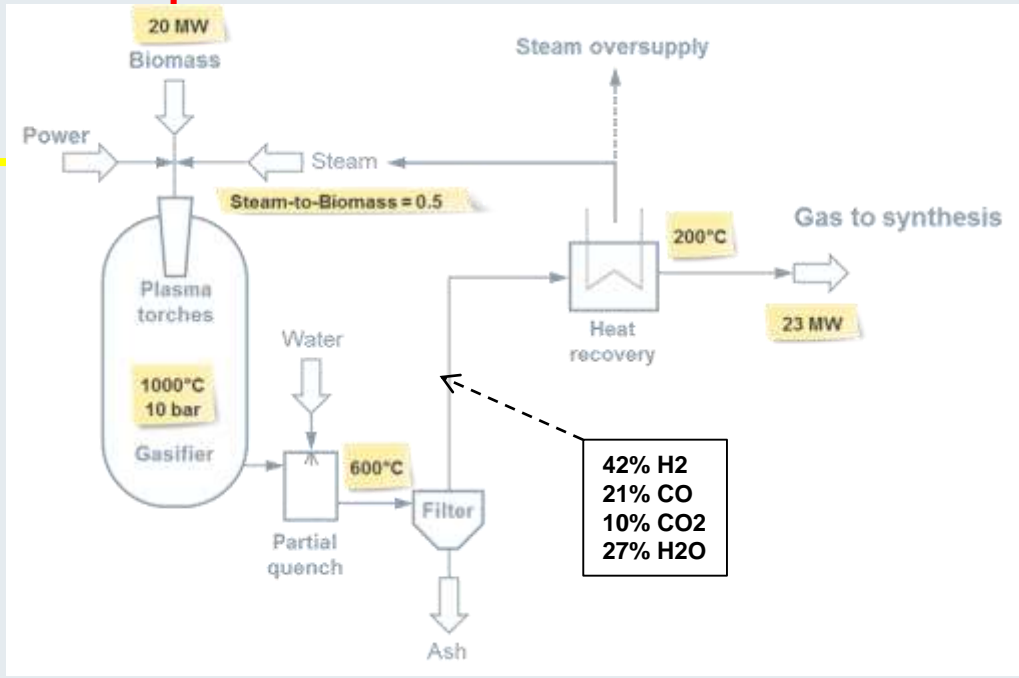 20 MW
Biomass
Steam oversupply
Power
Steam
Steam-to-Biomass = 0.5
Gas to synthesis
200°C
Plasma
torches
Heat
recovery
23 MW
Water
1000°C
10 bar
Gasifier
600°C
Filter
Partial
quench
42% H2
21% CO
10% CO2
27% H2O
Ash